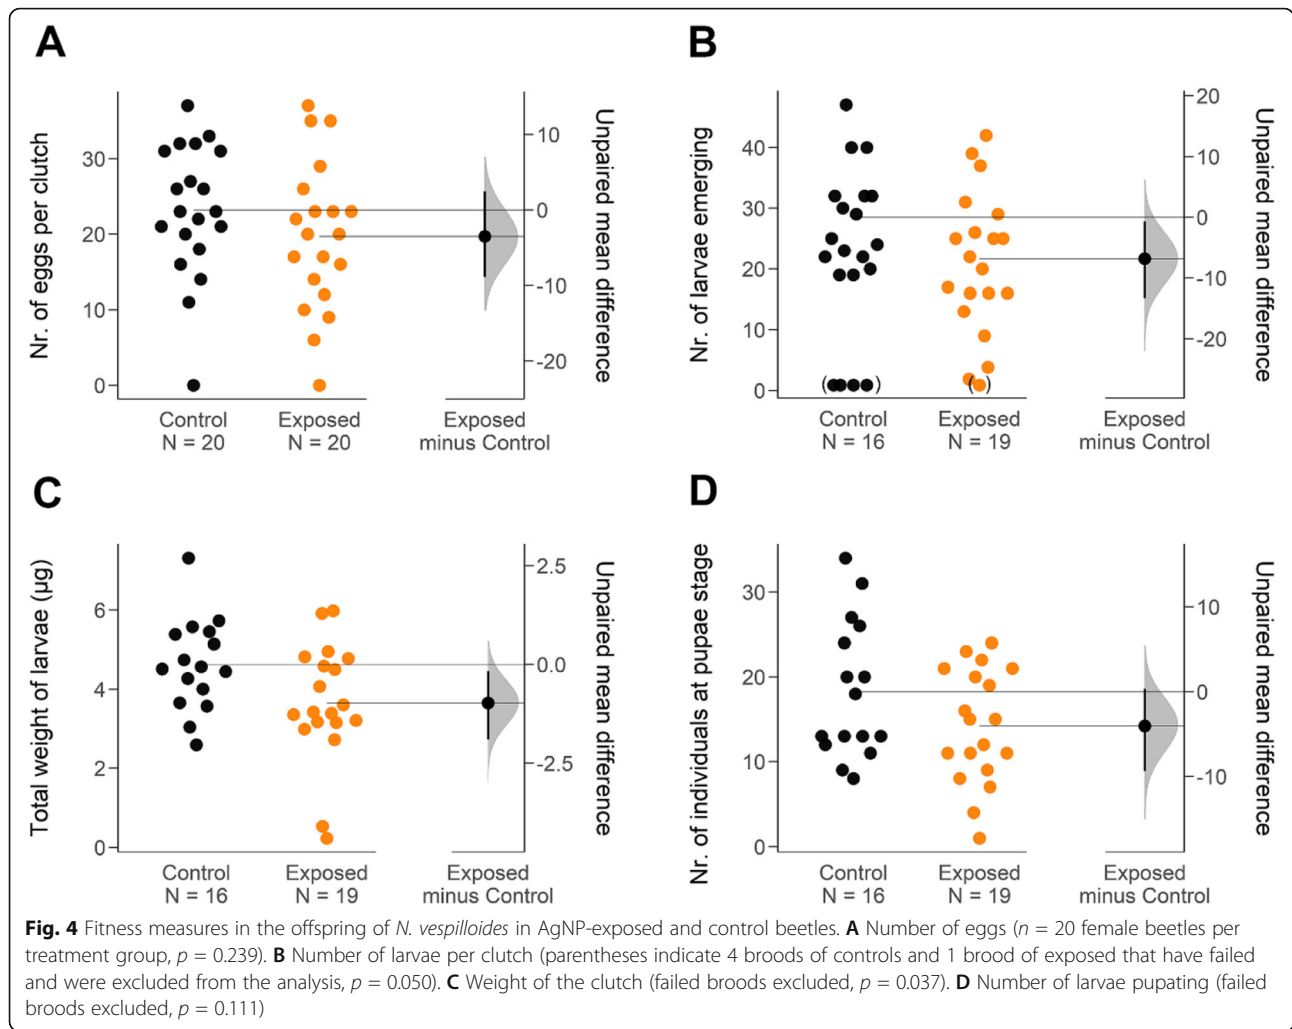 A
Nr. of eggs per clutch
30
20
10
0
Control
N = 20
Exposed
N = 20
Exposed
minus Control
10
0
-10
-20
Unpaired mean difference
B
Nr. of larvae emerging
40
30
20
10
0
( )
( )
Control
N = 16
Exposed
N = 19
Exposed
minus Control
20
10
0
-10
-20
Unpaired mean difference
C
Total weight of larvae (µg)
6
4
2
0
Control
N = 16
Exposed
N = 19
Exposed
minus Control
2.5
0.0
-2.5
Unpaired mean difference
D
Nr. of individuals at pupae stage
30
20
10
0
Control
N = 16
Exposed
N = 19
Exposed
minus Control
10
0
-10
Unpaired mean difference
Fig. 4 Fitness measures in the offspring of N. vespilloides in AgNP-exposed and control beetles. A Number of eggs (n = 20 female beetles per
treatment group, p = 0.239). B Number of larvae per clutch (parentheses indicate 4 broods of controls and 1 brood of exposed that have failed
and were excluded from the analysis, p = 0.050). C Weight of the clutch (failed broods excluded, p = 0.037). D Number of larvae pupating (failed
broods excluded, p = 0.111)